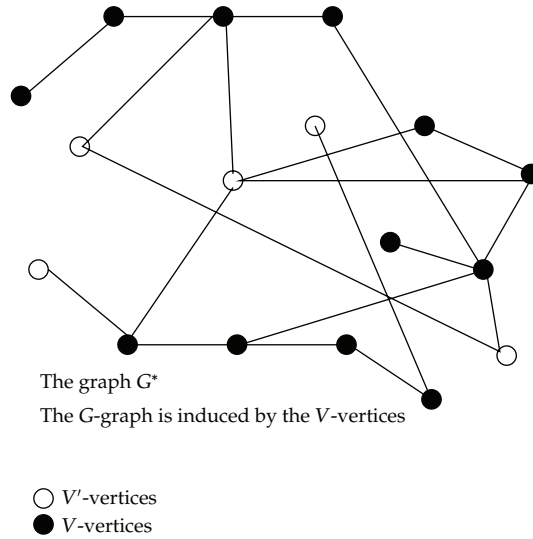 The graph G*
The G-graph is induced by the V-vertices
V′-vertices
V-vertices